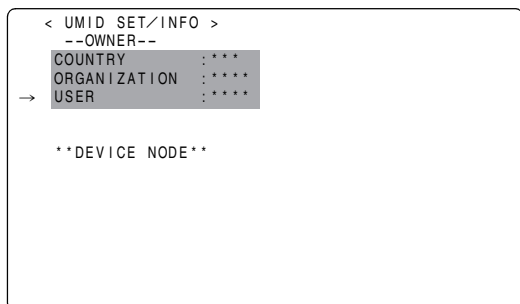 < UMID SET/INFO >
--OWNER--
COUNTRY :***
ORGANIZATION :****
→ USER :****
**DEVICE NODE**